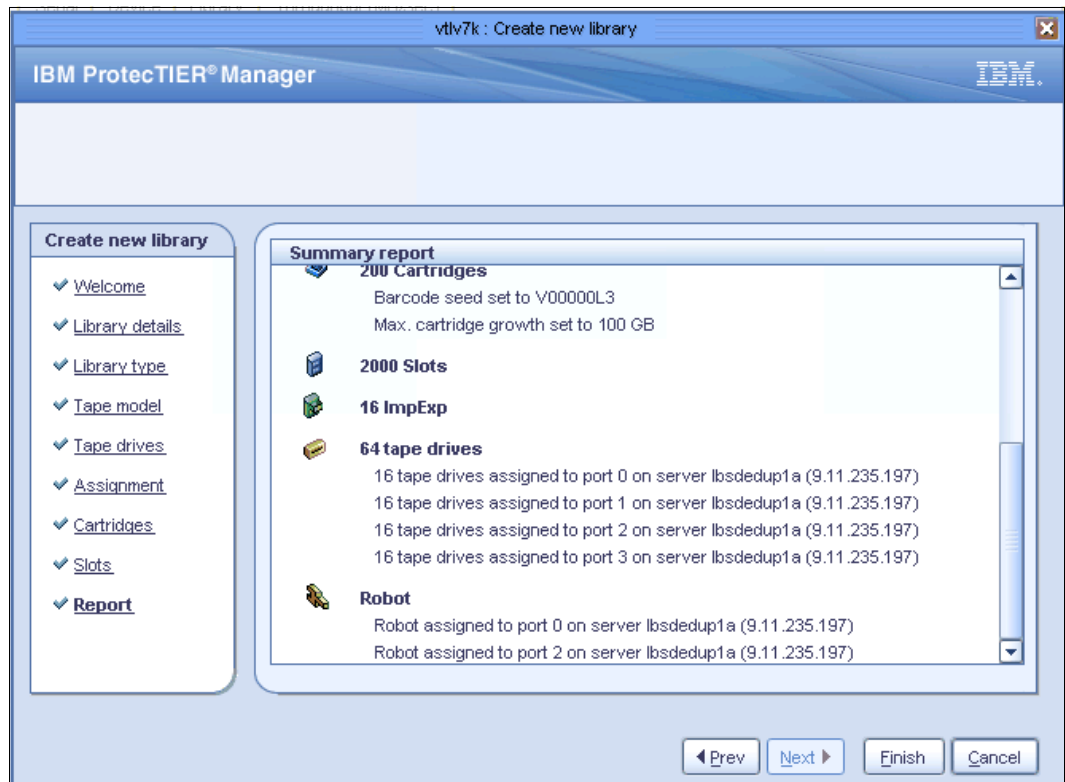 vtlv7k : Create new library
IBM ProtecTIER® Manager
IBM.
Create new library
Welcome
Library details
Library type
Tape model
Tape drives
Assignment
Cartridges
Slots
Report
Summary report
200 Cartridges
Barcode seed set to V00000L3
Max. cartridge growth set to 100 GB
2000 Slots
16 ImpExp
64 tape drives
16 tape drives assigned to port 0 on server lbsdedup1a (9.11.235.197)
16 tape drives assigned to port 1 on server lbsdedup1a (9.11.235.197)
16 tape drives assigned to port 2 on server lbsdedup1a (9.11.235.197)
16 tape drives assigned to port 3 on server lbsdedup1a (9.11.235.197)
Robot
Robot assigned to port 0 on server lbsdedup1a (9.11.235.197)
Robot assigned to port 2 on server lbsdedup1a (9.11.235.197)
Prev Next Finish Cancel